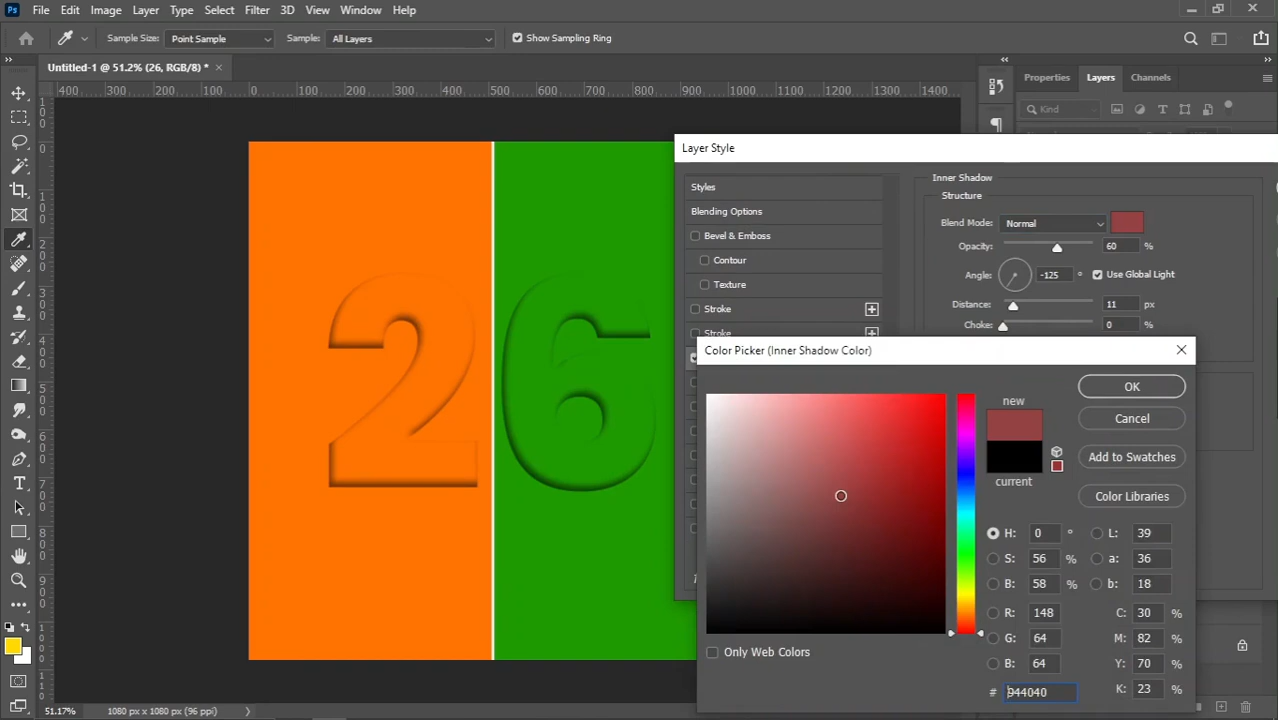 Ps File Edit Image Layer Type Select Filter 3D View Window Help
Sample Size: Point Sample Sample: All Layers Show Sampling Ring
Untitled-1 @ 51.2% (26, RGB/8) * ×
Properties Layers Channels
400 300 200 100 0 100 200 300 400 500 600 700 800 900 1000 1100 1200 1300 1400
Kind
Layer Style
Styles
Inner Shadow
Structure
Blending Options
Blend Mode: Normal
Bevel & Emboss
Opacity: 60 %
Contour
Angle: -125 ° Use Global Light
Texture
Distance: 11 px
Stroke
Choke: 0 %
Stroke
Color Picker (Inner Shadow Color)
OK
new
Cancel
Add to Swatches
current
Color Libraries
H: 0 ° L: 39
S: 56 % a: 36
B: 58 % b: 18
R: 148 C: 30 %
G: 64 M: 82 %
B: 64 Y: 70 %
# 944040 K: 23 %
Only Web Colors
26
51.17% 1080 px x 1080 px (96 ppi)